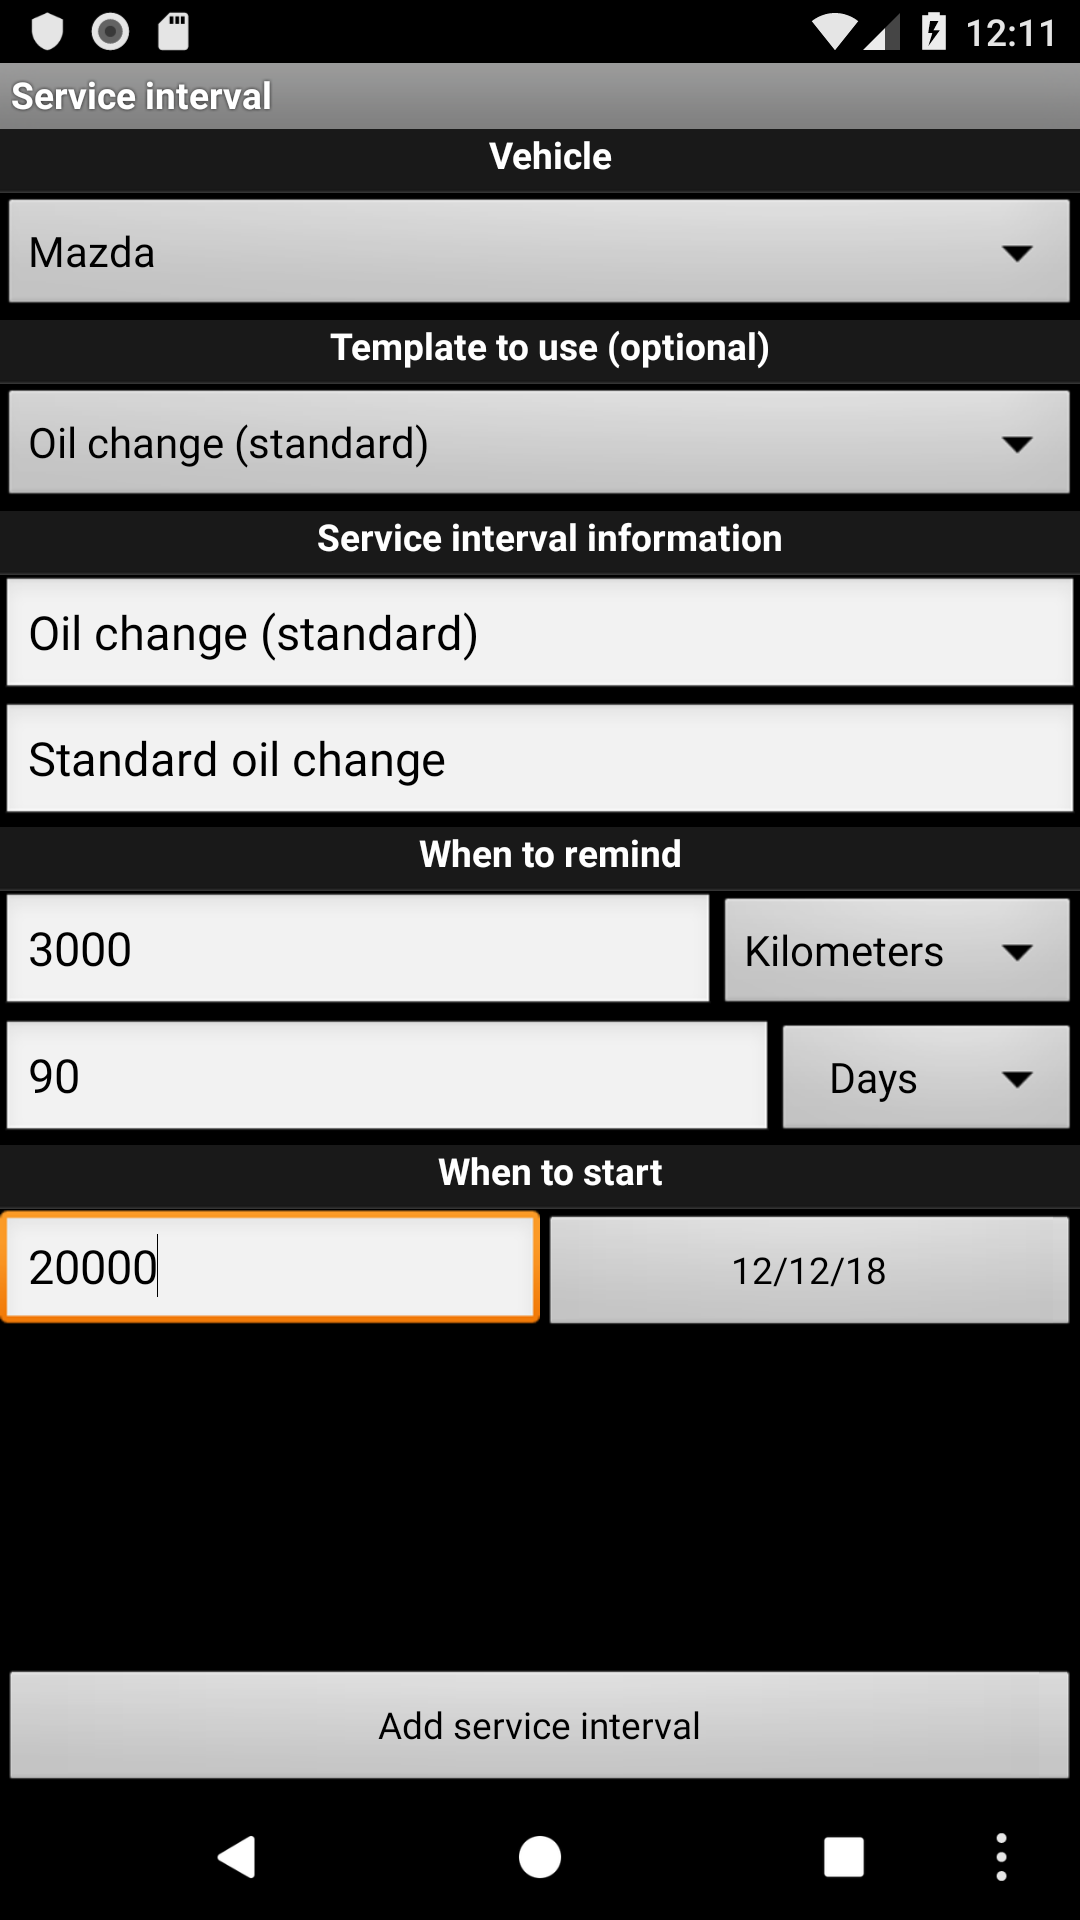 12:11
Service interval
Vehicle
Mazda
Template to use (optional)
Oil change (standard)
Service interval information
Oil change (standard)
Standard oil change
When to remind
3000 Kilometers
90 Days
When to start
20000 12/12/18
Add service interval